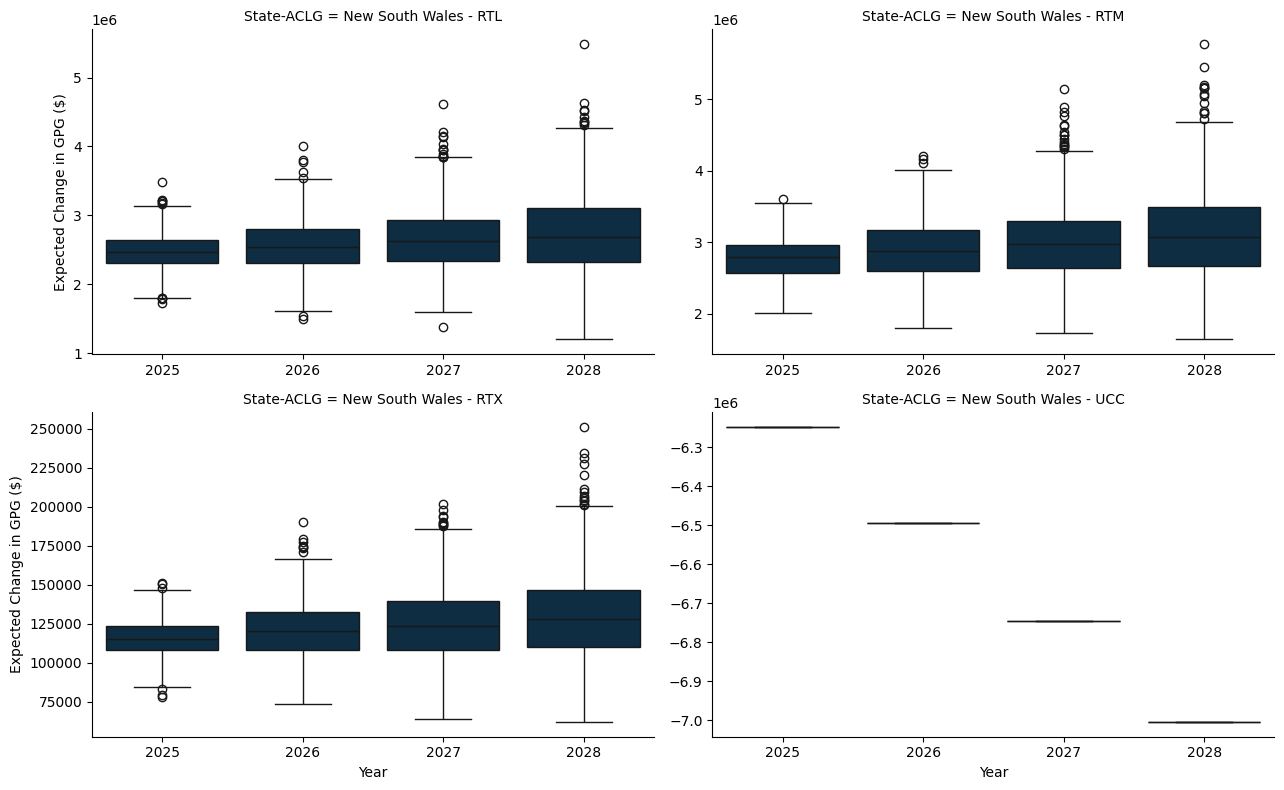 State-ACLG = New South Wales - RTL
1e6
Expected Change in GPG ($)
5
4
3
2
1
2025 2026 2027 2028
State-ACLG = New South Wales - RTM
1e6
5
4
3
2
2025 2026 2027 2028
State-ACLG = New South Wales - RTX
Expected Change in GPG ($)
250000
225000
200000
175000
150000
125000
100000
75000
2025 2026 2027 2028
Year
State-ACLG = New South Wales - UCC
1e6
−6.3
−6.4
−6.5
−6.6
−6.7
−6.8
−6.9
−7.0
2025 2026 2027 2028
Year